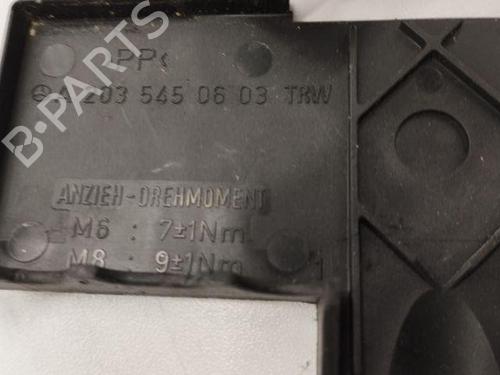 >PP<
A 203 545 06 03 TRW
ANZIEH-DREHMOMENT
M6 : 7±1Nm
M8 : 9±1Nm
B-PARTS